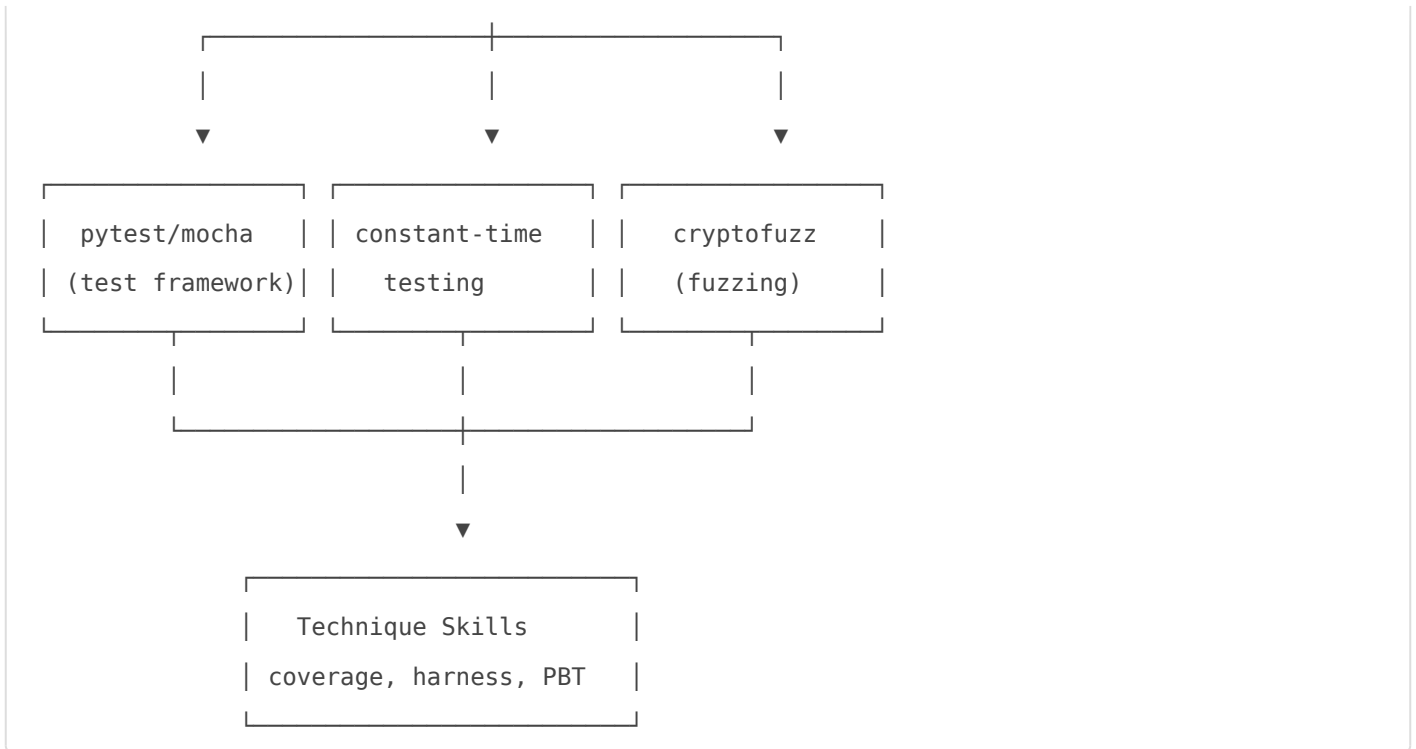 pytest/mocha constant-time cryptofuzz
(test framework) testing (fuzzing)
Technique Skills
coverage, harness, PBT